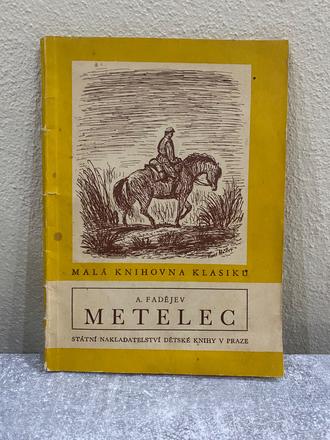 MALÁ KNIHOVNA KLASIKŮ
A. FADĚJEV
METELEC
STÁTNÍ NAKLADATELSTVÍ DĚTSKÉ KNIHY V PRAZE